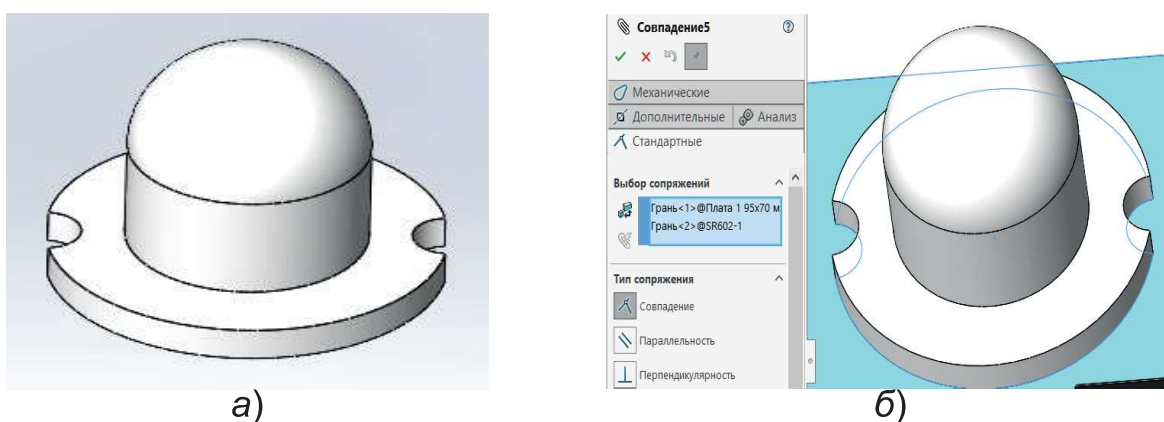 Совпадение5
Механические
Дополнительные
Анализ
Стандартные
Выбор сопряжений
Грань<1>@Плата 1 95x70 м
Грань<2>@SR602-1
Тип сопряжения
Совпадение
Параллельность
Перпендикулярность
а)
б)